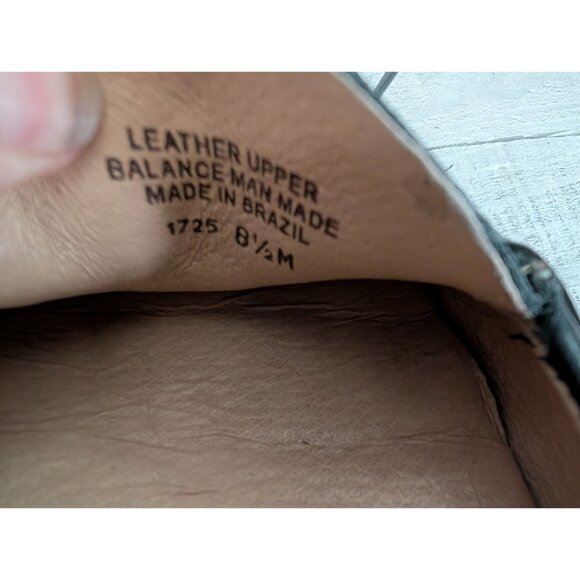 LEATHER UPPER
BALANCE MAN MADE
MADE IN BRAZIL
1725 8½M